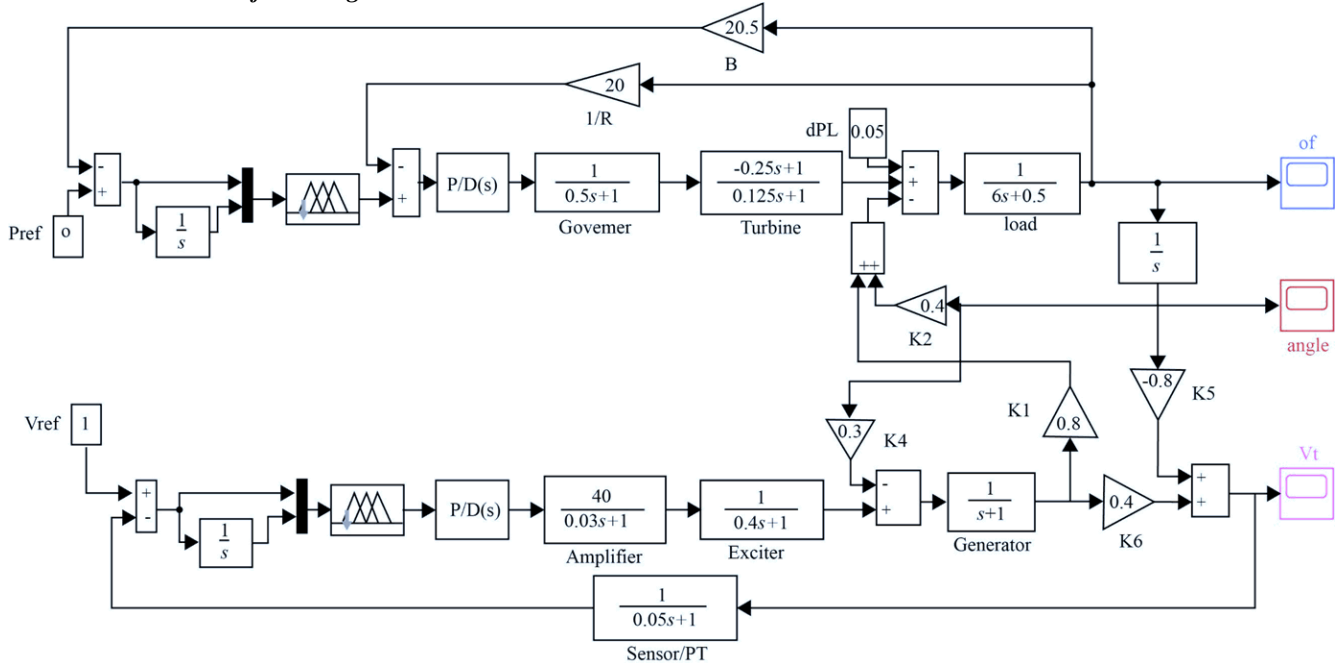 20.5
B
20
1/R
dPL
0.05
of
-
+
-
+
P/D(s)
1
0.5s+1
-0.25s+1
0.125s+1
-
+
-
1
6s+0.5
Pref
o
1
s
Govemer
Turbine
load
++
1
s
0.4
K2
angle
-0.8
K5
K1
0.8
Vref
1
0.3
K4
Vt
+
-
P/D(s)
40
0.03s+1
1
0.4s+1
-
+
1
s+1
0.4
+
+
1
s
Amplifier
Exciter
Generator
K6
1
0.05s+1
Sensor/PT